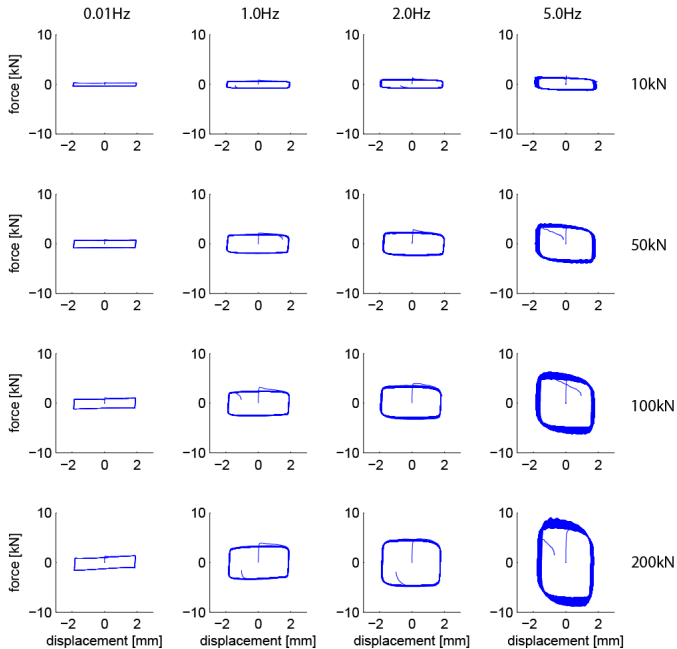 0.01Hz 1.0Hz 2.0Hz 5.0Hz
10 10 10 10
force [kN] 0 0 0 0 10kN
−10 −10 −10 −10
−2 0 2 −2 0 2 −2 0 2 −2 0 2
10 10 10 10
force [kN] 0 0 0 0 50kN
−10 −10 −10 −10
−2 0 2 −2 0 2 −2 0 2 −2 0 2
10 10 10 10
force [kN] 0 0 0 0 100kN
−10 −10 −10 −10
−2 0 2 −2 0 2 −2 0 2 −2 0 2
10 10 10 10
force [kN] 0 0 0 0 200kN
−10 −10 −10 −10
−2 0 2 −2 0 2 −2 0 2 −2 0 2
displacement [mm] displacement [mm] displacement [mm] displacement [mm]